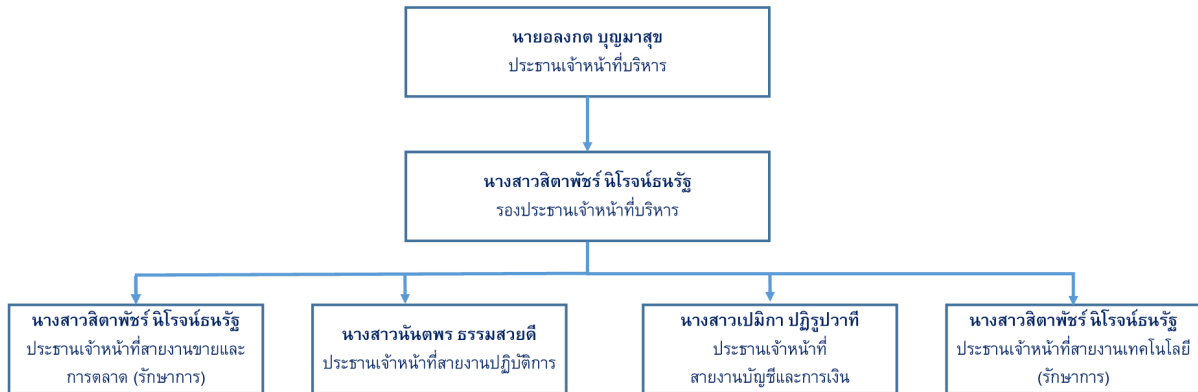 นายอลงกต บุญมาสุข
ประธานเจ้าหน้าที่บริหาร
นางสาวสิตาพัชร์ นิโรจน์ธนรัฐ
รองประธานเจ้าหน้าที่บริหาร
นางสาวสิตาพัชร์ นิโรจน์ธนรัฐ
ประธานเจ้าหน้าที่สายงานขายและ
การตลาด (รักษาการ)
นางสาวนันตพร ธรรมสวยดี
ประธานเจ้าหน้าที่สายงานปฏิบัติการ
นางสาวเปมิกา ปฏิรูปวาที
ประธานเจ้าหน้าที่
สายงานบัญชีและการเงิน
นางสาวสิตาพัชร์ นิโรจน์ธนรัฐ
ประธานเจ้าหน้าที่สายงานเทคโนโลยี
(รักษาการ)